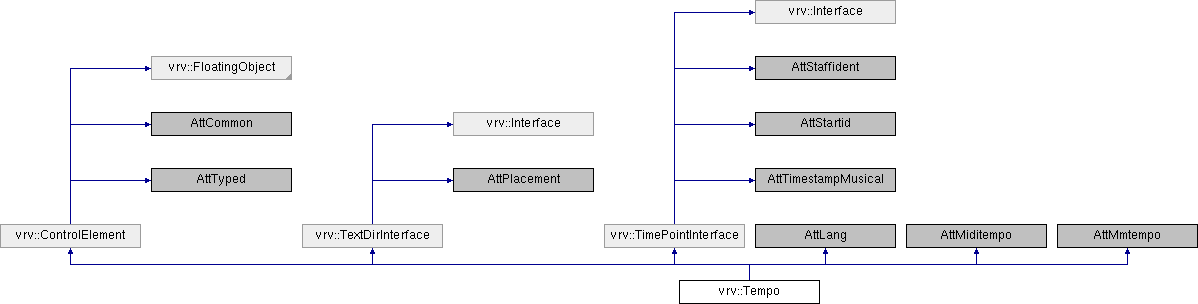 vrv::Interface
vrv::FloatingObject
AttStaffident
AttCommon
vrv::Interface
AttStartid
AttTyped
AttPlacement
AttTimestampMusical
vrv::ControlElement
vrv::TextDirInterface
vrv::TimePointInterface
AttLang
AttMiditempo
AttMmtempo
vrv::Tempo